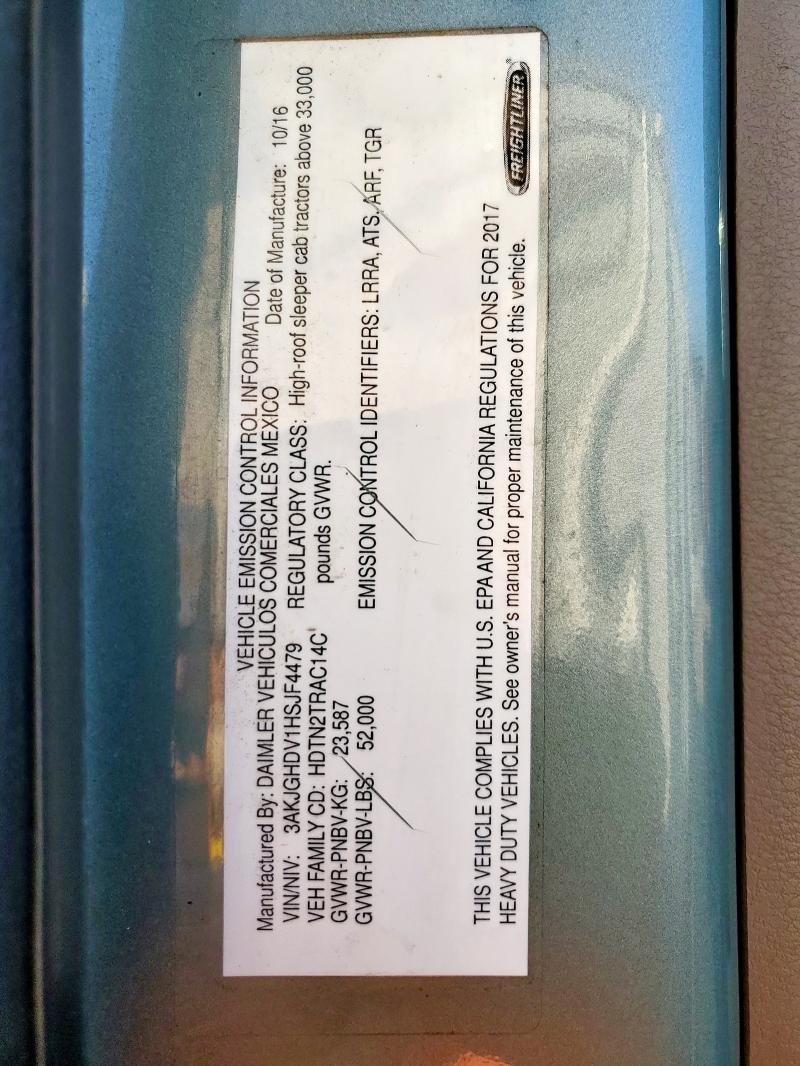 VEHICLE EMISSION CONTROL INFORMATION
Manufactured By: DAIMLER VEHICULOS COMERCIALES MEXICO Date of Manufacture: 10/16
VIN/NIV: 3AKJGHDV1HSJF4479 REGULATORY CLASS: High-roof sleeper cab tractors above 33,000
VEH FAMILY CD: HDTN2TRAC14C pounds GVWR.
GVWR-PNBV-KG: 23,587
GVWR-PNBV-LBS: 52,000 EMISSION CONTROL IDENTIFIERS: LRRA, ATS, ARF, TGR
THIS VEHICLE COMPLIES WITH U.S. EPA AND CALIFORNIA REGULATIONS FOR 2017
HEAVY DUTY VEHICLES. See owner's manual for proper maintenance of this vehicle.
FREIGHTLINER